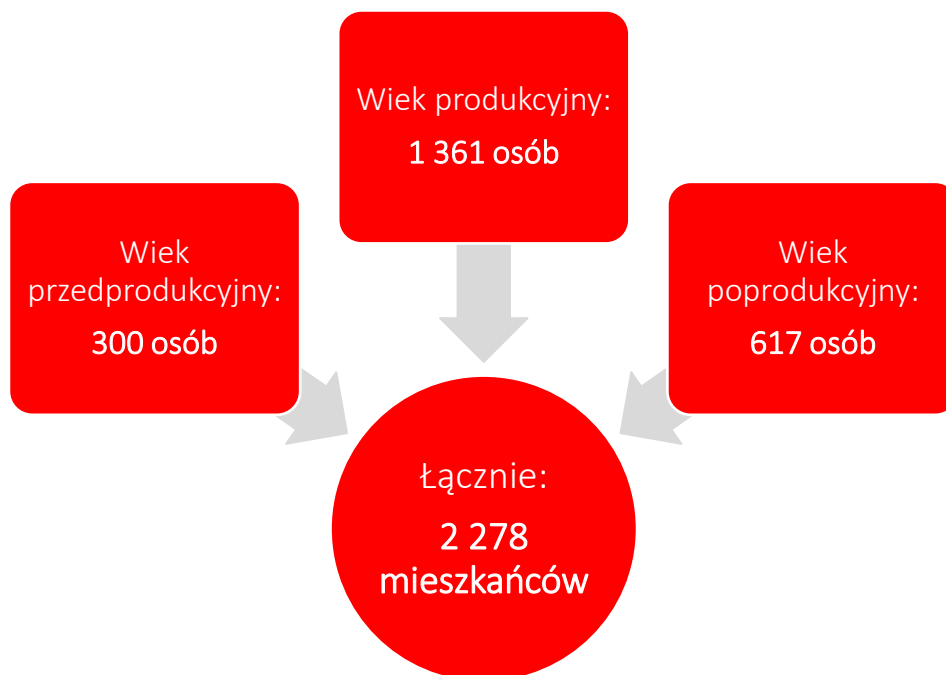 Wiek produkcyjny:
1 361 osób
Wiek
przedprodukcyjny:
300 osób
Wiek
poprodukcyjny:
617 osób
Łącznie:
2 278
mieszkańców